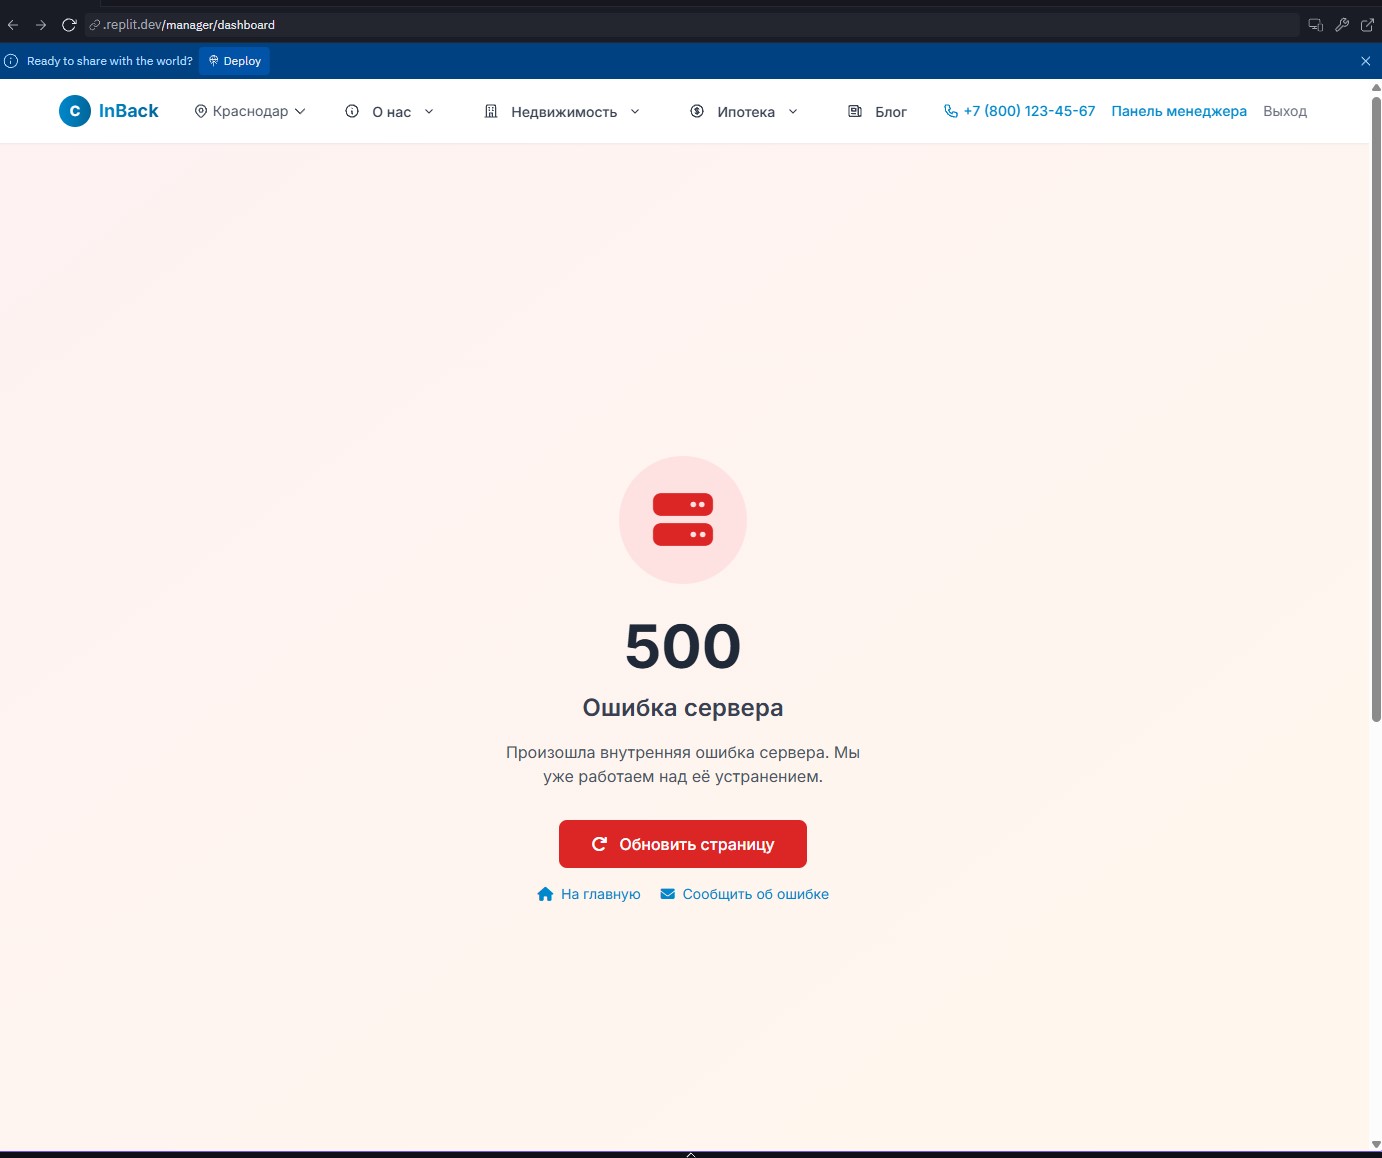 .replit.dev/manager/dashboard
Ready to share with the world? Deploy
C InBack Краснодар О нас Недвижимость Ипотека Блог +7 (800) 123-45-67 Панель менеджера Выход
500
Ошибка сервера
Произошла внутренняя ошибка сервера. Мы
уже работаем над её устранением.
Обновить страницу
На главную Сообщить об ошибке